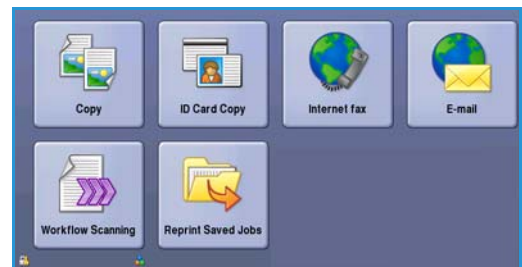 Copy
ID Card Copy
Internet fax
E-mail
Workflow Scanning
Reprint Saved Jobs